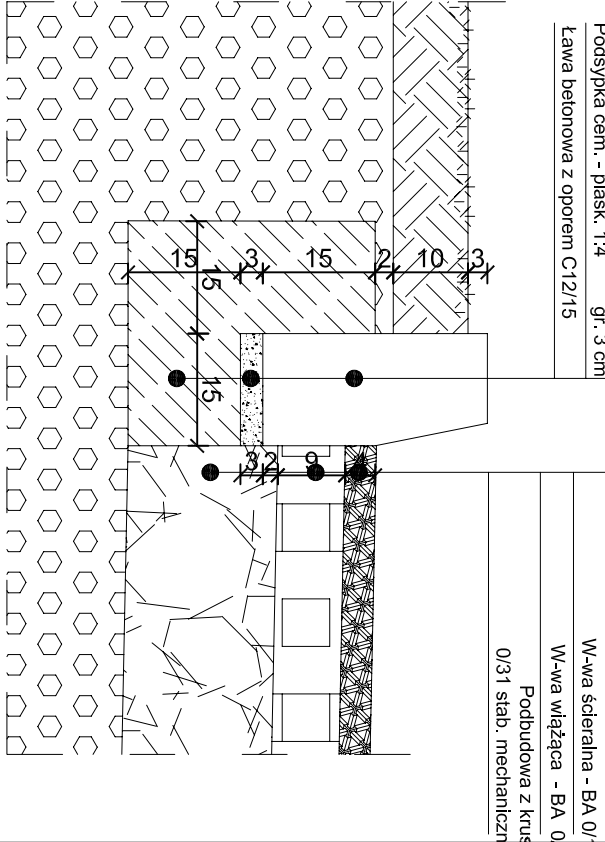 Podsypka cem. - piask. 1:4 gr. 3 cm
Ława betonowa z oporem C12/15
15 3 15 2 10 3
15
15
3 2 9
W-wa ścieralna - BA 0/
W-wa wiążąca - BA 0/
Podbudowa z krus
0/31 stab. mechaniczn